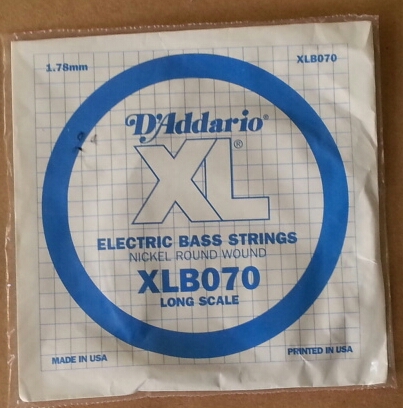 1.78mm XLB070
D'Addario®
XL®
ELECTRIC BASS STRINGS
NICKEL ROUND WOUND
XLB070
LONG SCALE
MADE IN USA PRINTED IN USA